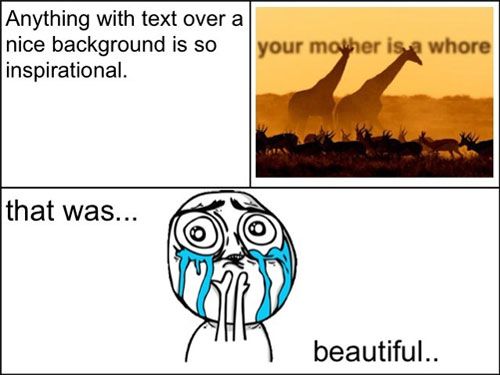 Anything with text over a
nice background is so
inspirational.
your mother is a whore
that was...
beautiful..